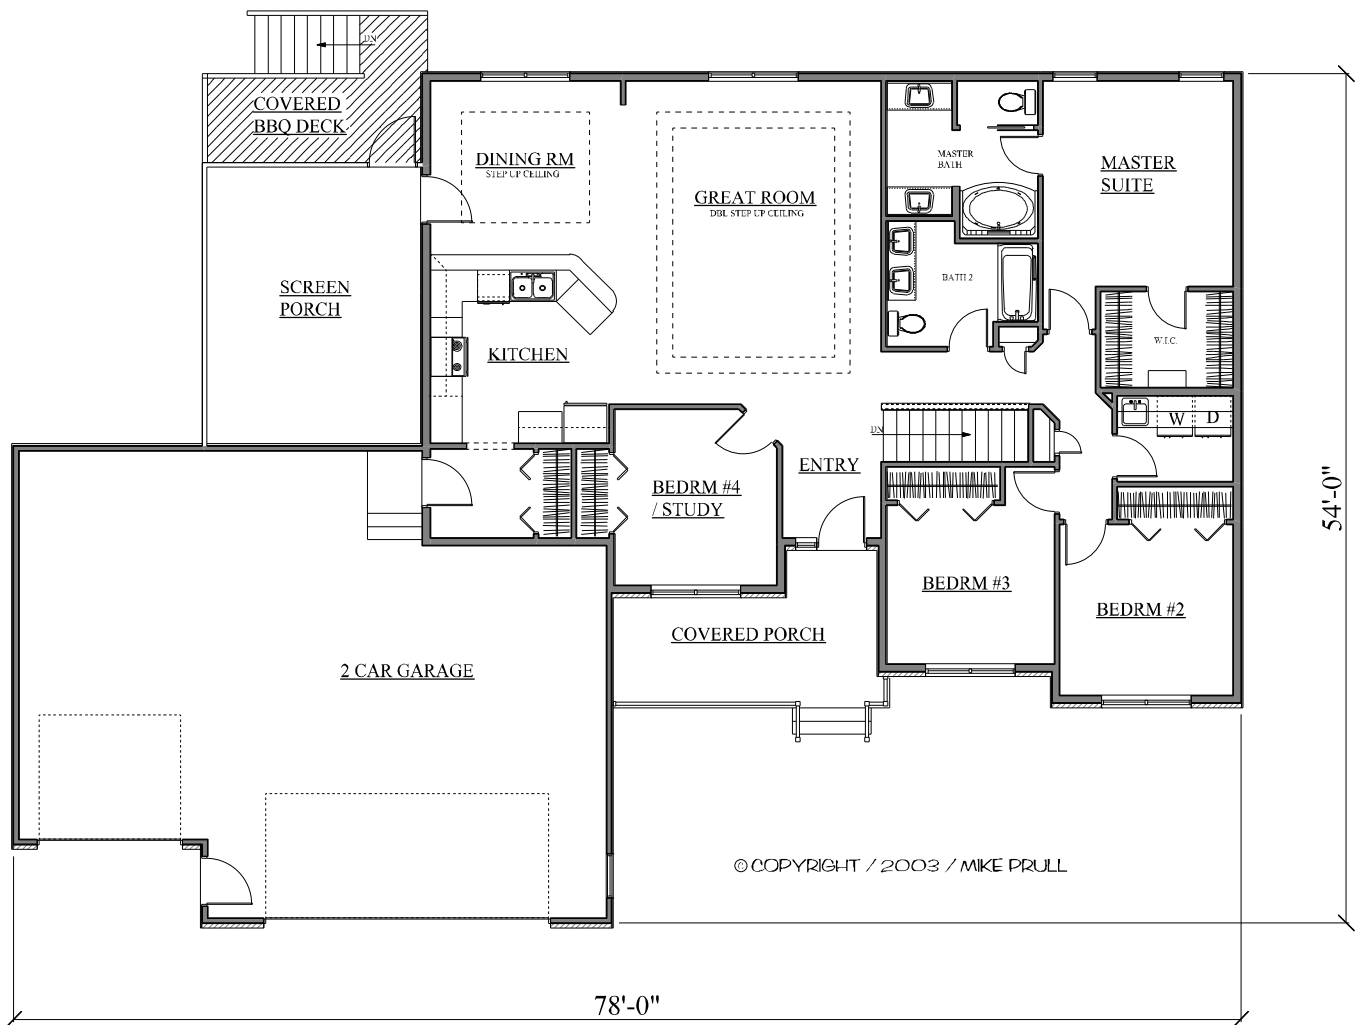 DN
COVERED
BBQ DECK
DINING RM
STEP UP CEILING
MASTER
BATH
MASTER
SUITE
GREAT ROOM
DBL STEP UP CEILING
SCREEN
PORCH
BATH 2
KITCHEN
W.I.C.
W D
DN
ENTRY
BEDRM #4
/ STUDY
54'-0"
BEDRM #3
BEDRM #2
COVERED PORCH
2 CAR GARAGE
© COPYRIGHT / 2003 / MIKE PRULL
78'-0"